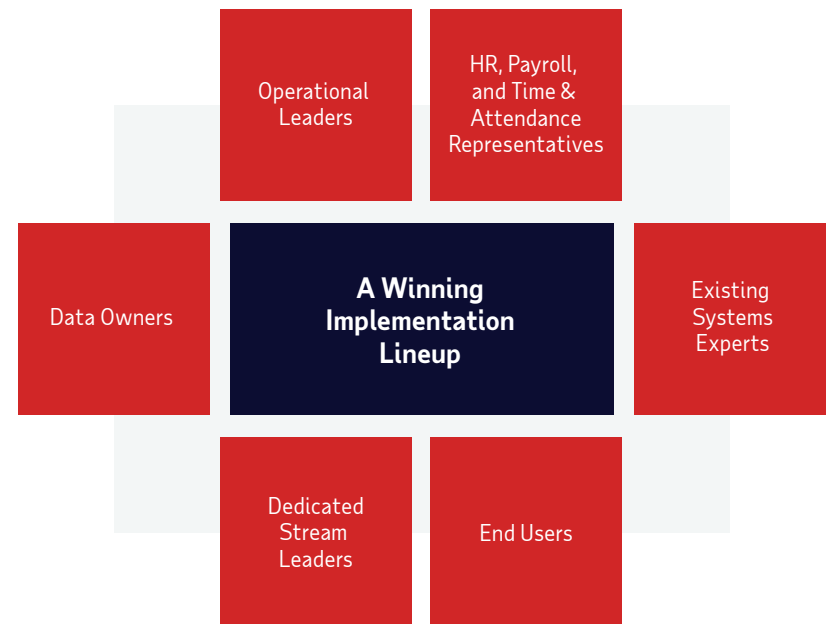 Operational
Leaders
HR, Payroll,
and Time &
Attendance
Representatives
Data Owners
A Winning
Implementation
Lineup
Existing
Systems
Experts
Dedicated
Stream
Leaders
End Users